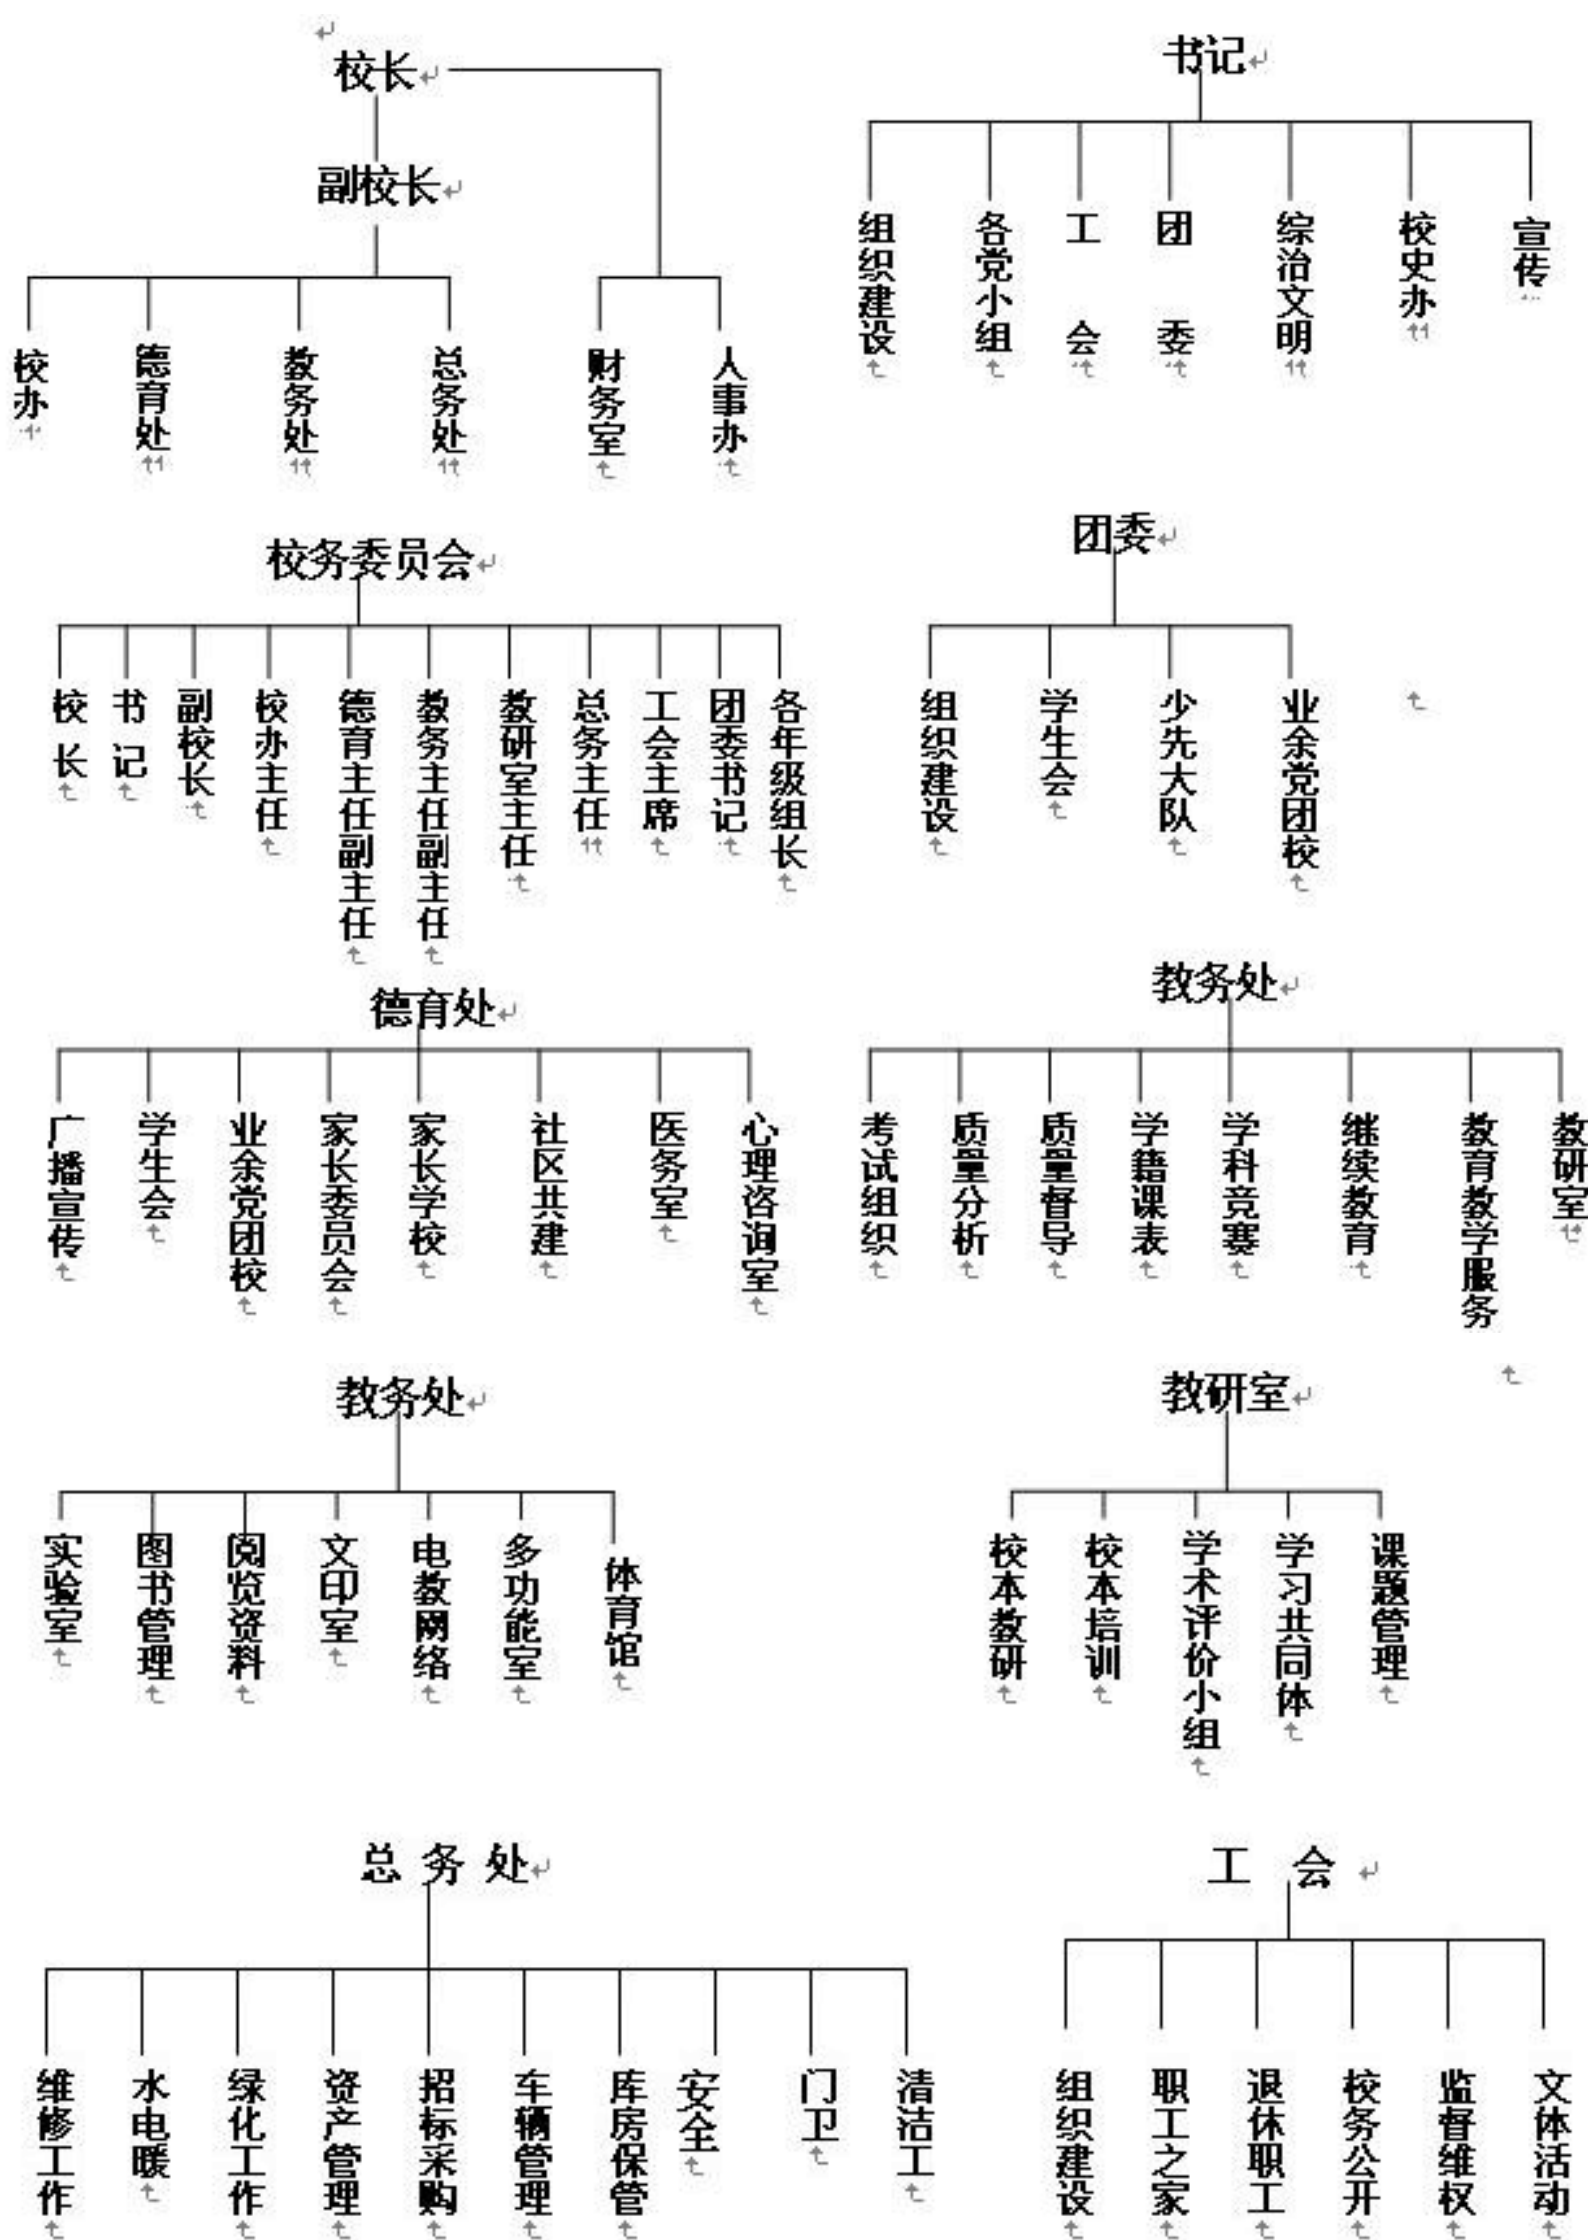 校长
副校长
校办
德育处
教务处
总务处
财务室
人事办
书记
组织建设
各党小组
工会
团委
综治文明
校史办
宣传
校务委员会
校长
书记
副校长
校办主任
德育主任副主任
教务主任副主任
教研室主任
总务主任
工会主席
团委书记
各年级组长
团委
组织建设
学生会
少先大队
业余党团校
德育处
广播宣传
学生会
业余党团校
家长委员会
家长学校
社区共建
医务室
心理咨询室
教务处
考试组织
质量分析
质量督导
学籍课表
学科竞赛
继续教育
教育教学服务
教研室
教务处
实验室
图书管理
阅览资料
文印室
电教网络
多功能室
体育馆
教研室
校本教研
校本培训
学术评价小组
学习共同体
课题管理
总 务 处
维修工作
水电暖
绿化工作
资产管理
招标采购
车辆管理
库房保管
安全
门卫
清洁工
工 会
组织建设
职工之家
退休职工
校务公开
监督维权
文体活动